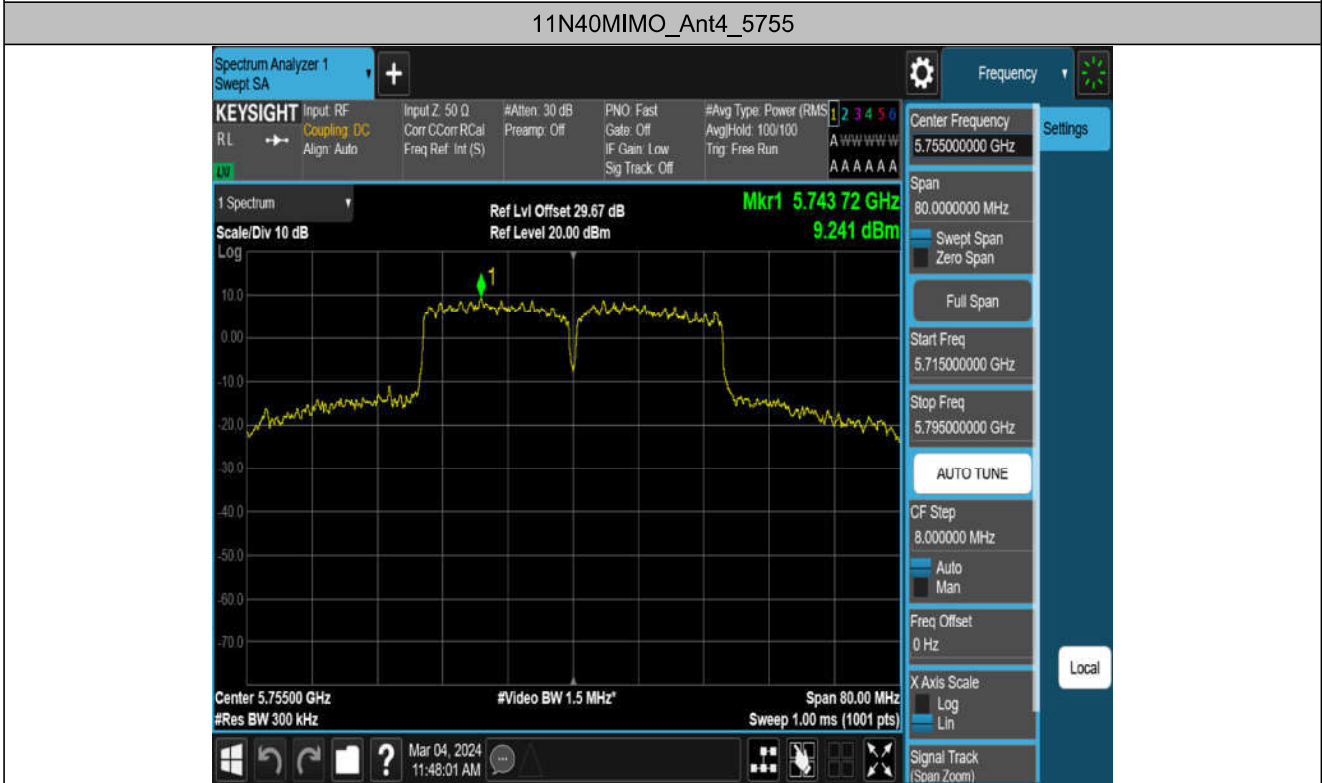 11N40MIMO_Ant4_5755
Spectrum Analyzer 1
Swept SA
+
Frequency
KEYSIGHT
RL
LXI
Input: RF
Coupling: DC
Align: Auto
Input Z: 50 Ω
Corr CCorr RCal
Freq Ref: Int (S)
#Atten: 30 dB
Preamp: Off
PNO: Fast
Gate: Off
IF Gain: Low
Sig Track: Off
#Avg Type: Power (RMS
Avg|Hold: 100/100
Trig: Free Run
1 2 3 4 5 6
A W W W W W
A A A A A A
1 Spectrum
Scale/Div 10 dB
Log
Ref Lvl Offset 29.67 dB
Ref Level 20.00 dBm
Mkr1 5.743 72 GHz
9.241 dBm
1
10.0
0.00
-10.0
-20.0
-30.0
-40.0
-50.0
-60.0
-70.0
Center 5.75500 GHz
#Res BW 300 kHz
#Video BW 1.5 MHz*
Span 80.00 MHz
Sweep 1.00 ms (1001 pts)
?
Mar 04, 2024
11:48:01 AM
Center Frequency
5.755000000 GHz
Settings
Span
80.0000000 MHz
Swept Span
Zero Span
Full Span
Start Freq
5.715000000 GHz
Stop Freq
5.795000000 GHz
AUTO TUNE
CF Step
8.000000 MHz
Auto
Man
Freq Offset
0 Hz
Local
X Axis Scale
Log
Lin
Signal Track
(Span Zoom)